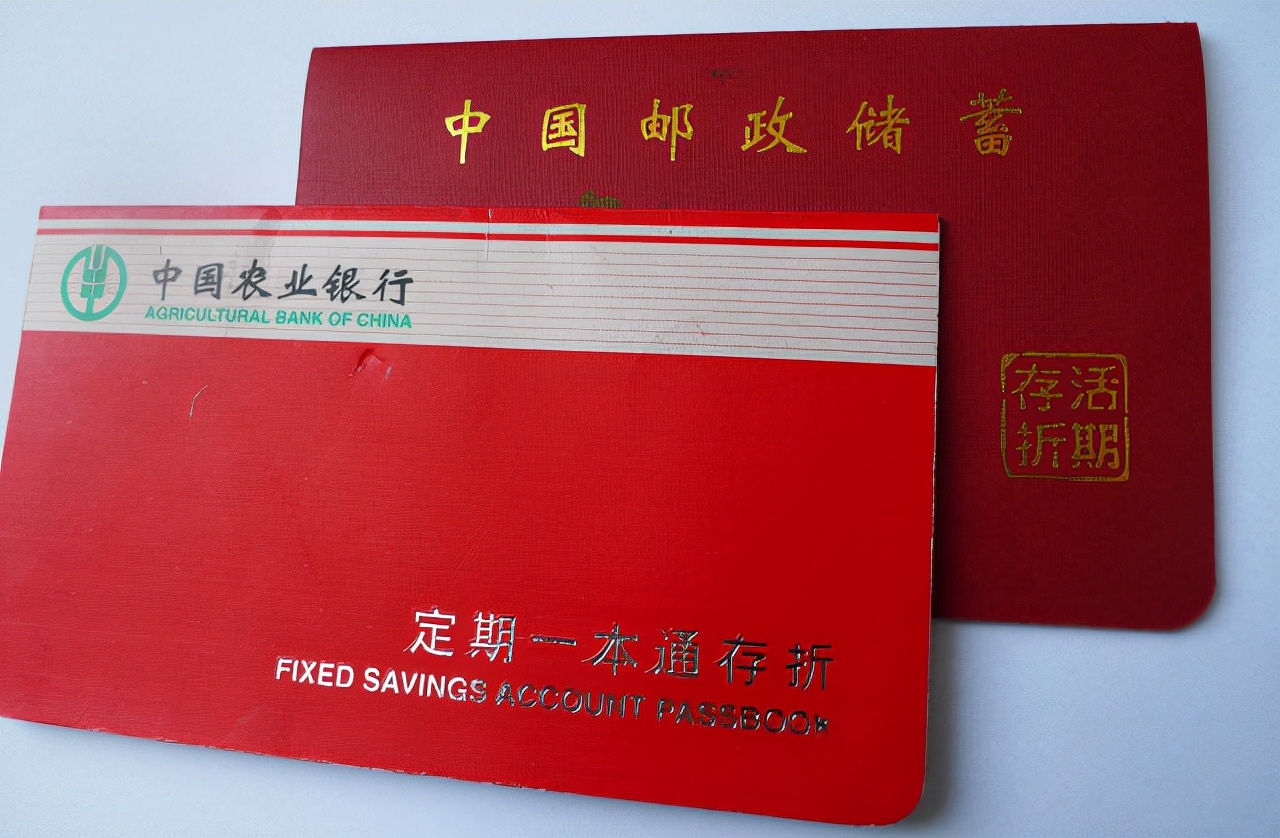 中国邮政储蓄
活期
存折
中国农业银行
AGRICULTURAL BANK OF CHINA
定期一本通存折
FIXED SAVINGS ACCOUNT PASSBOOK